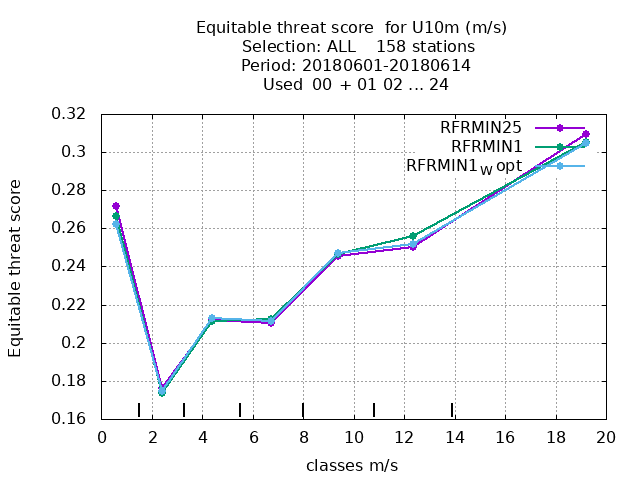 Equitable threat score for U10m (m/s)
Selection: ALL 158 stations
Period: 20180601-20180614
Used 00 + 01 02 ... 24
0.32
0.3
0.28
0.26
0.24
0.22
0.2
0.18
0.16
Equitable threat score
RFRMIN25
RFRMIN1
RFRMIN1w opt
0 2 4 6 8 10 12 14 16 18 20
classes m/s